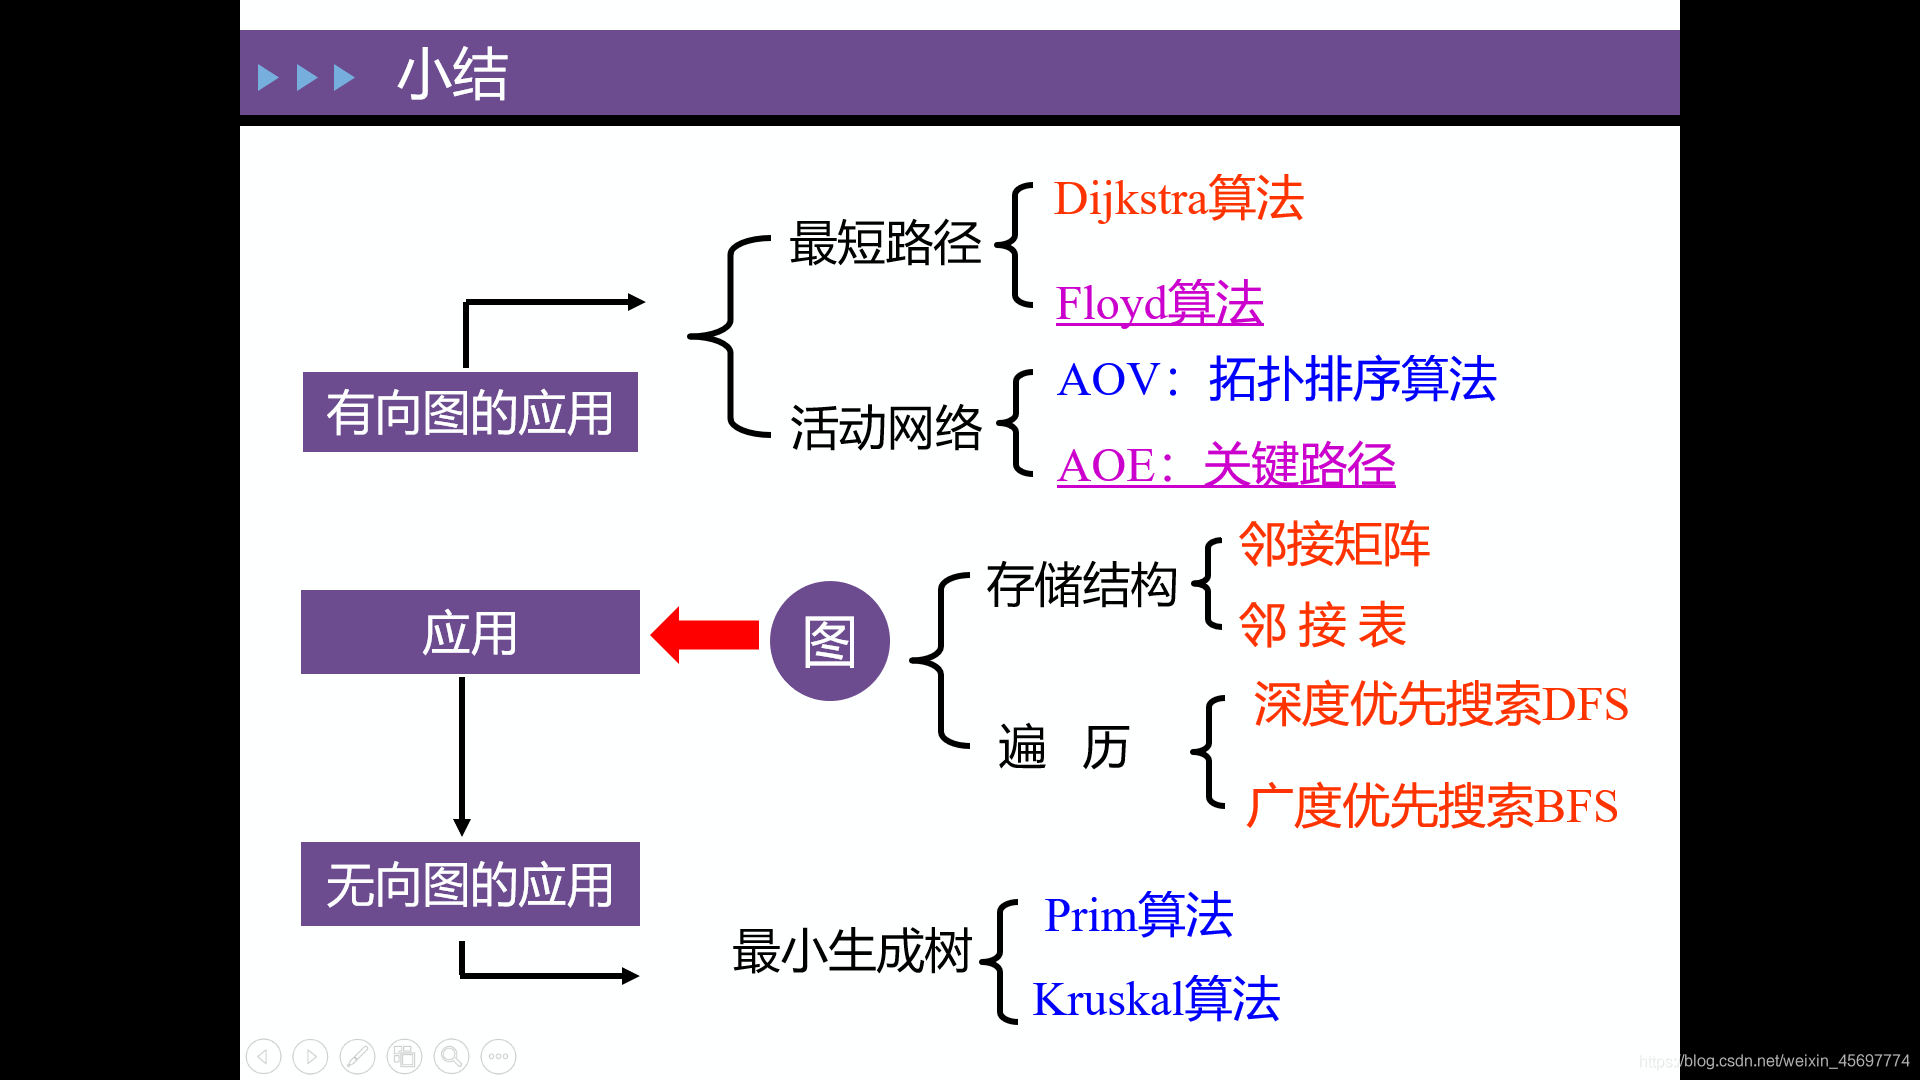 小结
最短路径
Dijkstra算法
Floyd算法
有向图的应用
活动网络
AOV：拓扑排序算法
AOE：关键路径
应用
图
存储结构
邻接矩阵
邻 接 表
遍 历
深度优先搜索DFS
广度优先搜索BFS
无向图的应用
最小生成树
Prim算法
Kruskal算法
https://blog.csdn.net/weixin_45697774